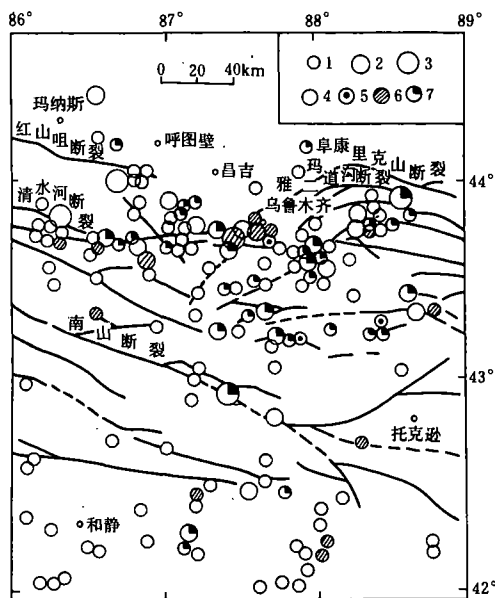 86° 87° 88° 89°
0 20 40km
1 2 3
4 5 6 7
玛纳斯
红山咀断裂
呼图壁
昌吉
阜康
玛
里克山断裂
雅
道河断裂
乌鲁木齐
44°
清水河断裂
南山断裂
43°
托克逊
和静
42°